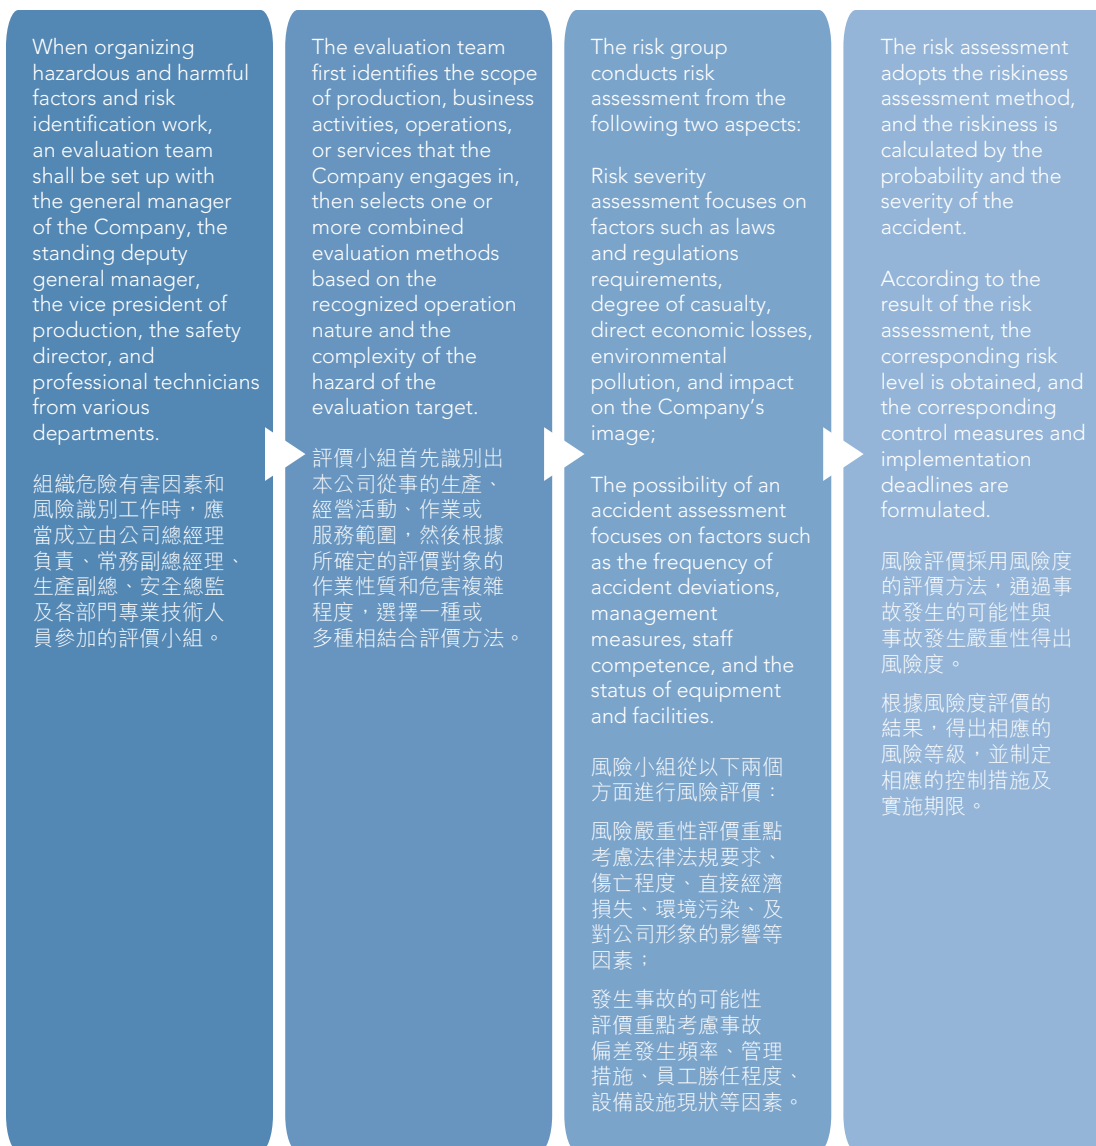 When organizing
hazardous and harmful
factors and risk
identification work,
an evaluation team
shall be set up with
the general manager
of the Company, the
standing deputy
general manager,
the vice president of
production, the safety
director, and
professional technicians
from various
departments.
組織危險有害因素和
風險識別工作時，應
當成立由公司總經理
負責、常務副總經理、
生產副總、安全總監
及各部門專業技術人
員參加的評價小組。
The evaluation team
first identifies the scope
of production, business
activities, operations,
or services that the
Company engages in,
then selects one or
more combined
evaluation methods
based on the
recognized operation
nature and the
complexity of the
hazard of the
evaluation target.
評價小組首先識別出
本公司從事的生產、
經營活動、作業或
服務範圍，然後根據
所確定的評價對象的
作業性質和危害複雜
程度，選擇一種或
多種相結合評價方法。
The risk group
conducts risk
assessment from the
following two aspects:
Risk severity
assessment focuses on
factors such as laws
and regulations
requirements,
degree of casualty,
direct economic losses,
environmental
pollution, and impact
on the Company's
image;
The possibility of an
accident assessment
focuses on factors such
as the frequency of
accident deviations,
management
measures, staff
competence, and the
status of equipment
and facilities.
風險小組從以下兩個
方面進行風險評價：
風險嚴重性評價重點
考慮法律法規要求、
傷亡程度、直接經濟
損失、環境污染、及
對公司形象的影響等
因素；
發生事故的可能性
評價重點考慮事故
偏差發生頻率、管理
措施、員工勝任程度、
設備設施現狀等因素。
The risk assessment
adopts the riskiness
assessment method,
and the riskiness is
calculated by the
probability and the
severity of the
accident.
According to the
result of the risk
assessment, the
corresponding risk
level is obtained, and
the corresponding
control measures and
implementation
deadlines are
formulated.
風險評價採用風險度
的評價方法，通過事
故發生的可能性與
事故發生嚴重性得出
風險度。
根據風險度評價的
結果，得出相應的
風險等級，並制定
相應的控制措施及
實施期限。